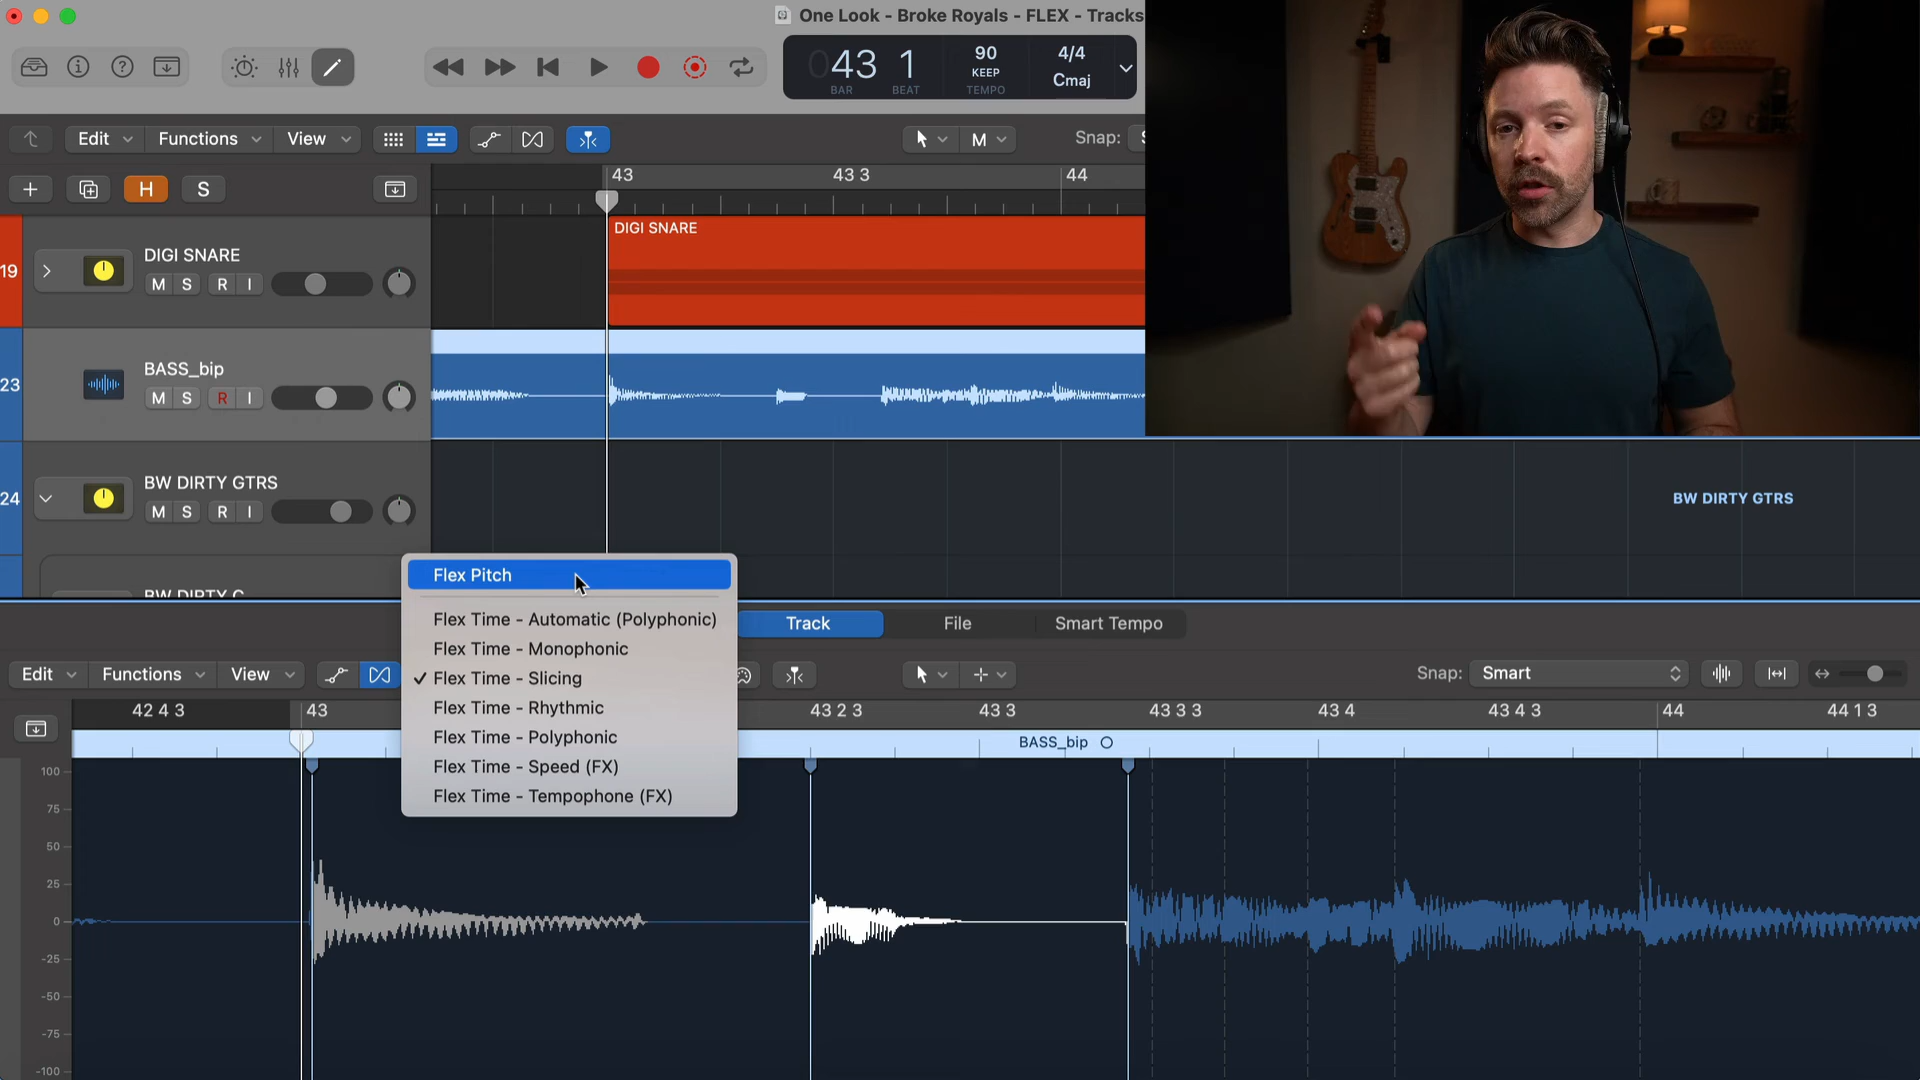 One Look - Broke Royals - FLEX - Tracks
043 1
BAR BEAT
90
KEEP
TEMPO
4/4
Cmaj
Edit Functions View
M
Snap:
H S
43 43 3 44
19
DIGI SNARE
M S R I
DIGI SNARE
23
BASS_bip
M S R I
24
BW DIRTY GTRS
M S R I
BW DIRTY GTRS
Flex Pitch
Flex Time - Automatic (Polyphonic)
Flex Time - Monophonic
✓ Flex Time - Slicing
Flex Time - Rhythmic
Flex Time - Polyphonic
Flex Time - Speed (FX)
Flex Time - Tempophone (FX)
Track File Smart Tempo
Edit Functions View
Snap: Smart
42 4 3 43 43 2 3 43 3 43 3 3 43 4 43 4 3 44 44 1 3
BASS_bip
100
75
50
25
0
-25
-50
-75
-100